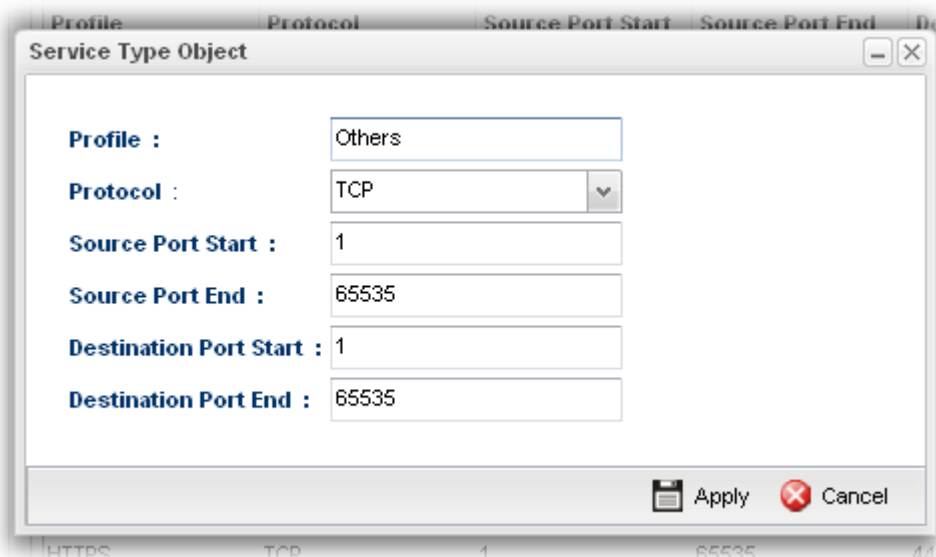 Profile Protocol Source Port Start Source Port End
Service Type Object
Profile : Others
Protocol : TCP
Source Port Start : 1
Source Port End : 65535
Destination Port Start : 1
Destination Port End : 65535
Apply Cancel
HTTPS TCP 1 65535